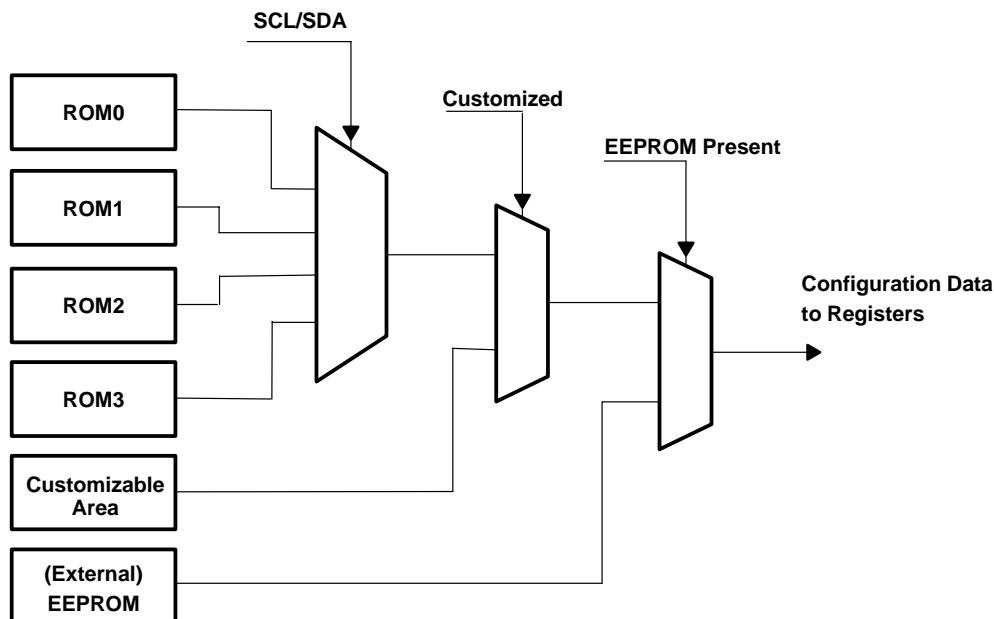 SCL/SDA
ROM0
Customized
EEPROM Present
ROM1
ROM2
Configuration Data
to Registers
ROM3
Customizable
Area
(External)
EEPROM